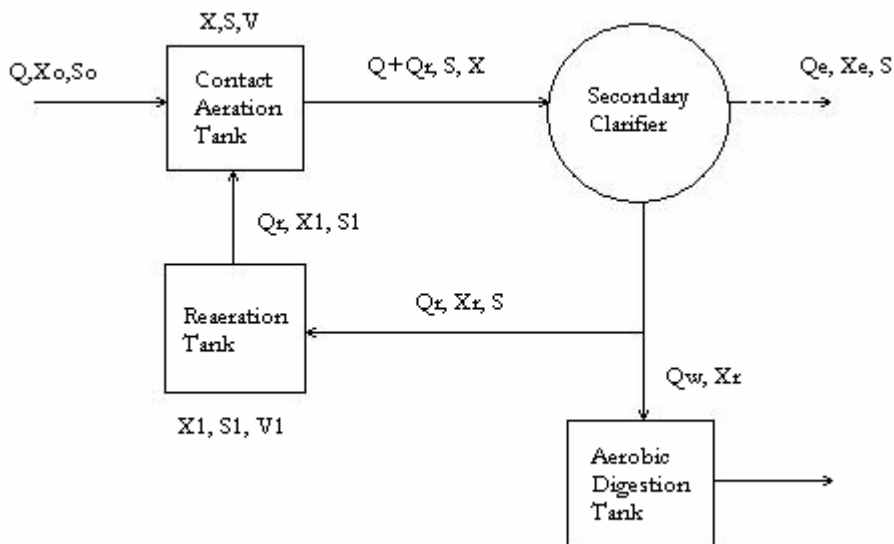 X,S,V
Q,Xo,So
Contact
Aeration
Tank
Q+Qr, S, X
Secondary
Clarifier
Qe, Xe, S
Qr, X1, S1
Reaeration
Tank
Qr, Xr, S
X1, S1, V1
Qw, Xr
Aerobic
Digestion
Tank